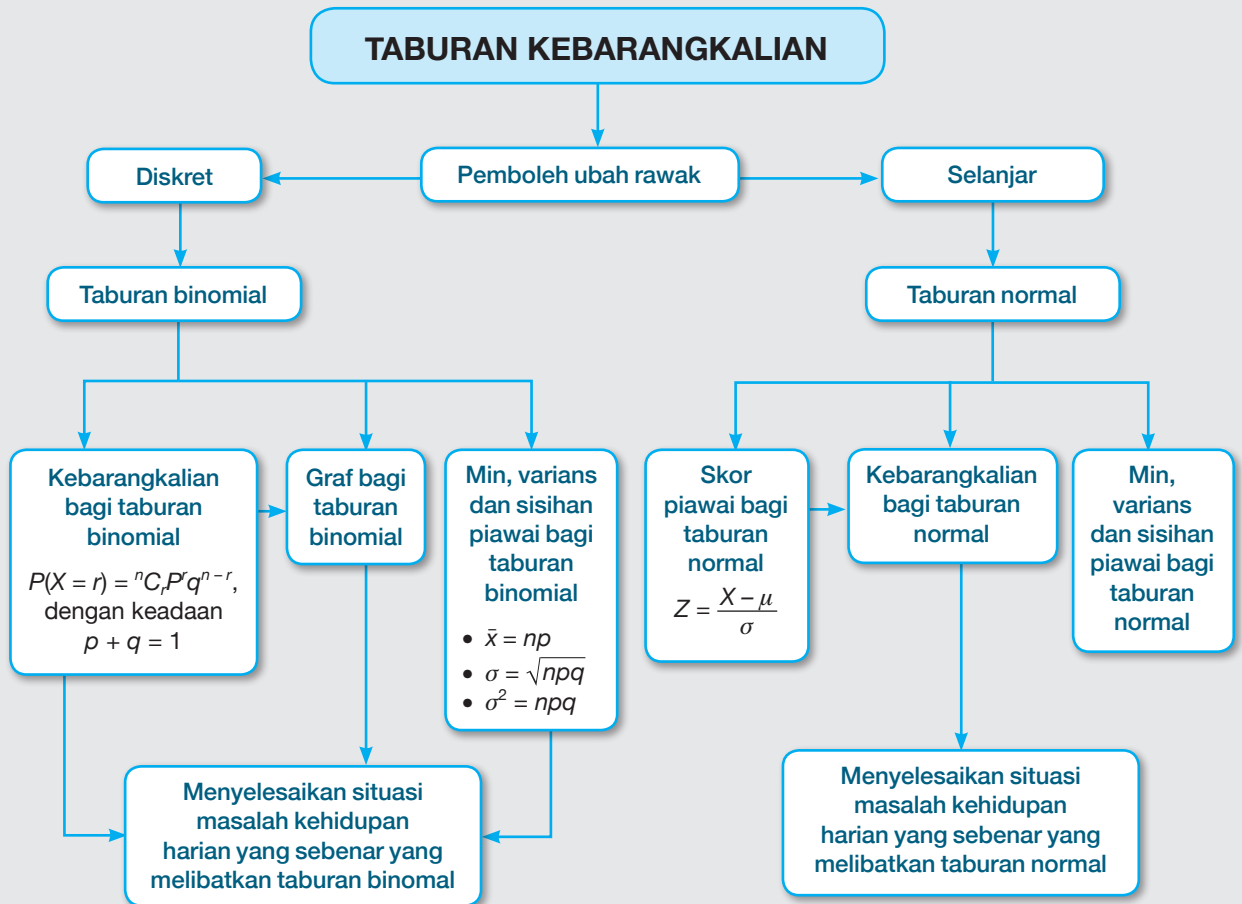 TABURAN KEBARANGKALIAN
Diskret
Pemboleh ubah rawak
Selanjar
Taburan binomial
Taburan normal
Kebarangkalian
bagi taburan
binomial
P(X = r) = ⁿCᵣPʳqⁿ⁻ʳ,
dengan keadaan
p + q = 1
Graf bagi
taburan
binomial
Min, varians
dan sisihan
piawai bagi
taburan
binomial
• x̄ = np
• σ = √npq
• σ² = npq
Skor
piawai bagi
taburan
normal
Z = (X – μ)/σ
Kebarangkalian
bagi taburan
normal
Min,
varians
dan sisihan
piawai bagi
taburan
normal
Menyelesaikan situasi
masalah kehidupan
harian yang sebenar yang
melibatkan taburan binomal
Menyelesaikan situasi
masalah kehidupan
harian yang sebenar yang
melibatkan taburan normal